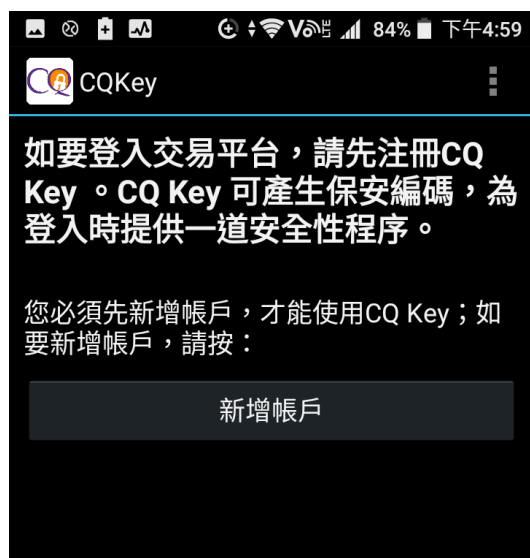 84% 下午4:59
CQKey
如要登入交易平台，請先注冊CQ
Key 。CQ Key 可產生保安編碼，為
登入時提供一道安全性程序。
您必須先新增帳戶，才能使用CQ Key；如
要新增帳戶，請按：
新增帳戶